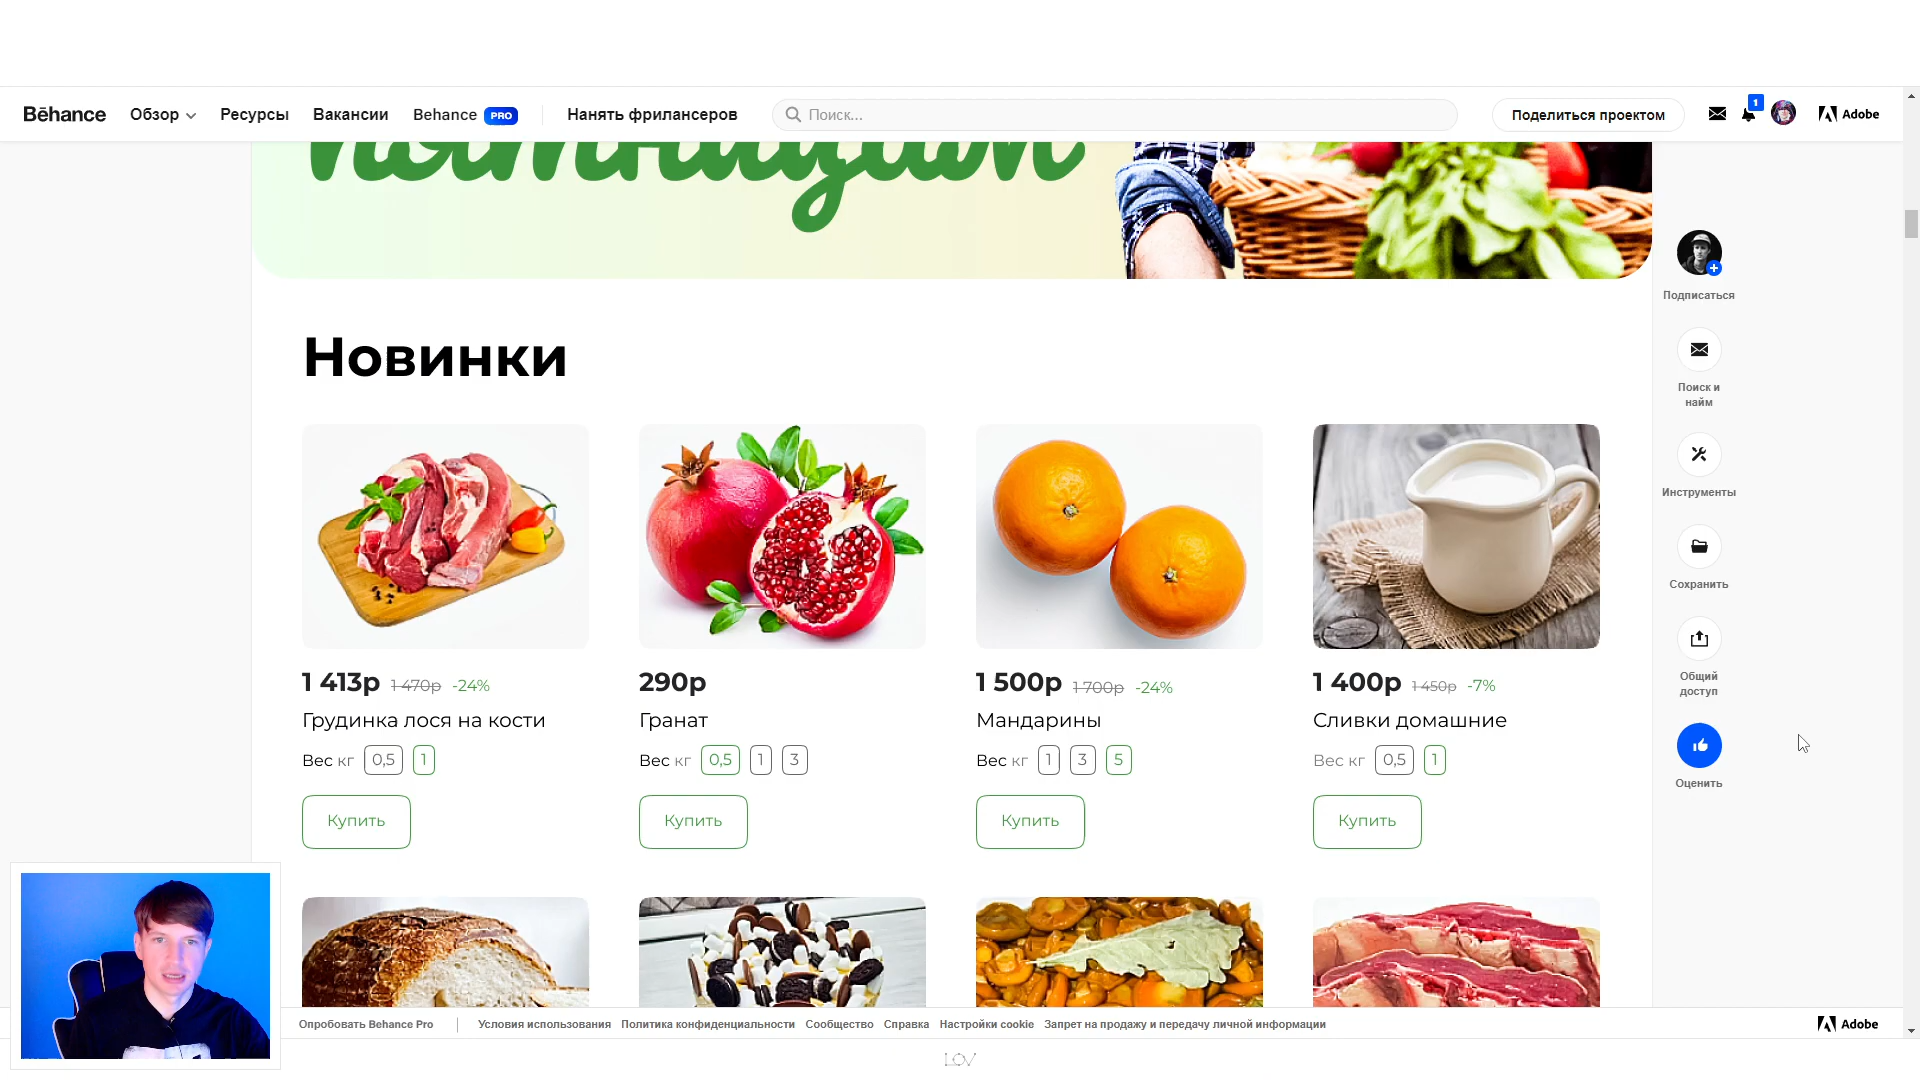 Bēhance
Обзор
Ресурсы
Вакансии
Behance PRO
Нанять фрилансеров
Поиск...
Поделиться проектом
1
Adobe
Подписаться
Новинки
Поиск и
найм
Инструменты
Сохранить
Общий
доступ
Оценить
1 413р 1 470р -24%
Грудинка лося на кости
Вес кг 0,5 1
Купить
290р
Гранат
Вес кг 0,5 1 3
Купить
1 500р 1 700р -24%
Мандарины
Вес кг 1 3 5
Купить
1 400р 1 450р -7%
Сливки домашние
Вес кг 0,5 1
Купить
Опробовать Behance Pro
Условия использования
Политика конфиденциальности
Сообщество
Справка
Настройки cookie
Запрет на продажу и передачу личной информации
Adobe
LOV